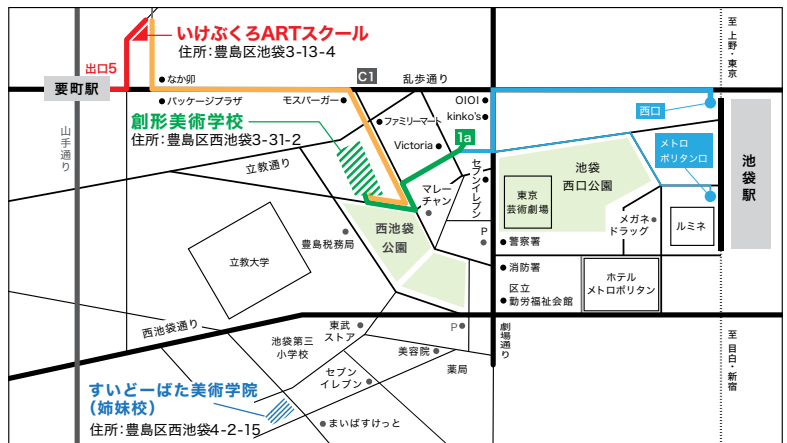 いけぶくろARTスクール
住所：豊島区池袋3-13-4
出口5
要町駅
なか卯
パッケージプラザ
モスバーガー
C1
乱歩通り
至 上野・東京
OIOI
kinko's
西口
創形美術学校
住所：豊島区西池袋3-31-2
ファミリーマート
Victoria
1a
メトロ
ポリタン口
池袋駅
山手通り
立教通り
マレー
チャン
セブンイレブン
池袋
西口公園
東京
芸術劇場
メガネ
ドラッグ
ルミネ
西池袋
公園
豊島税務局
P
警察署
立教大学
消防署
区立
勤労福祉会館
ホテル
メトロポリタン
西池袋通り
東武
ストア
P
劇場通り
至 目白・新宿
池袋第三
小学校
美容院
薬局
セブン
イレブン
すいどーばた美術学院
（姉妹校）
住所：豊島区西池袋4-2-15
まいばすけっと